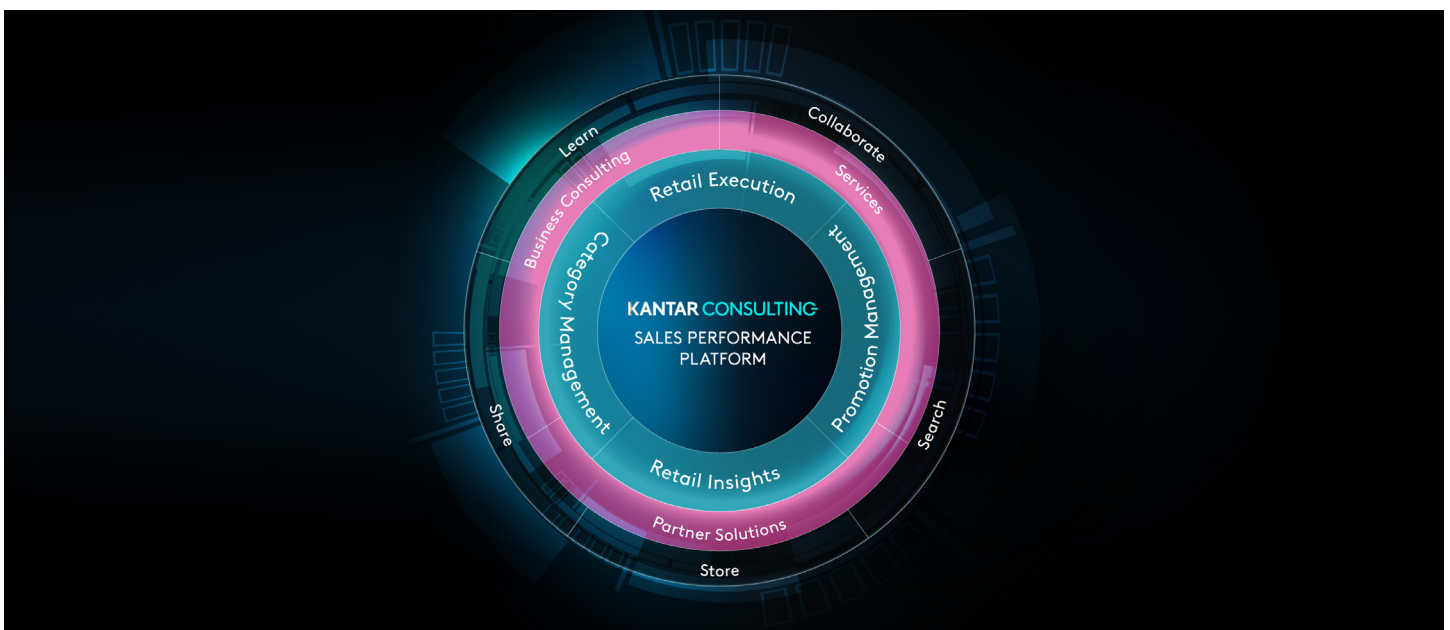 Learn
Collaborate
Business Consulting
Services
Retail Execution
Category Management
Promotion Management
KANTAR CONSULTING
SALES PERFORMANCE
PLATFORM
Share
Search
Retail Insights
Partner Solutions
Store